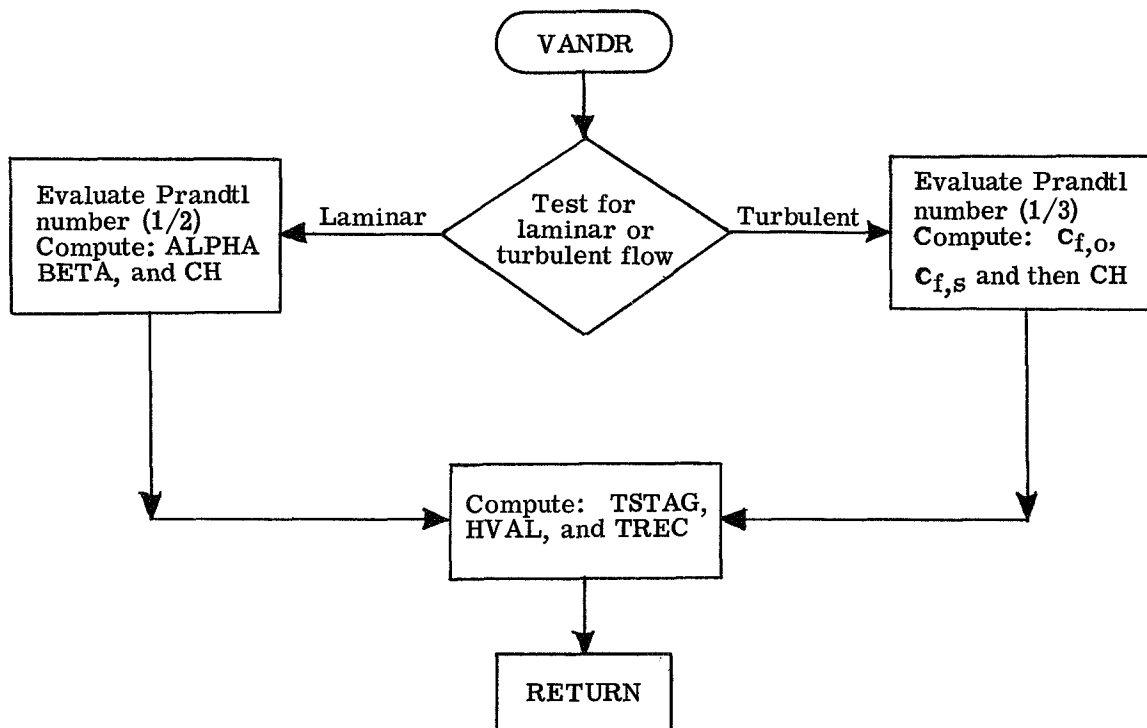 VANDR
Test for
laminar or
turbulent flow
Laminar
Turbulent
Evaluate Prandtl
number (1/2)
Compute: ALPHA
BETA, and CH
Evaluate Prandtl
number (1/3)
Compute: cf,o,
cf,s and then CH
Compute: TSTAG,
HVAL, and TREC
RETURN